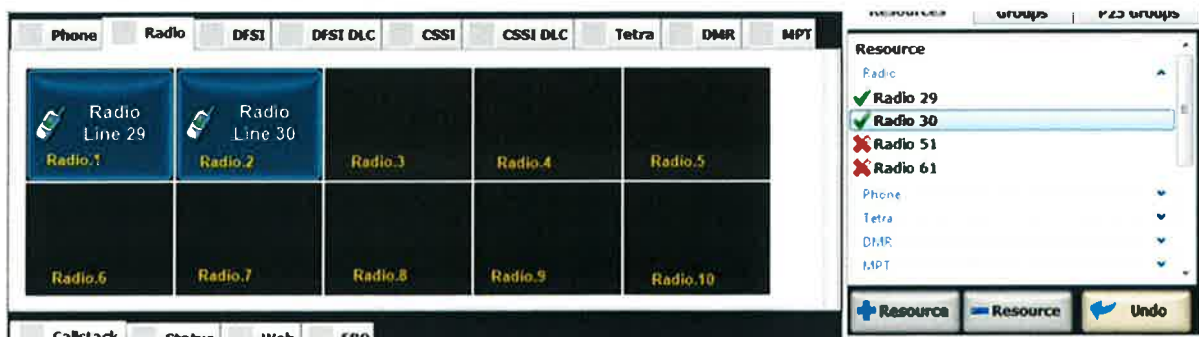 Phone Radio DFSI DFSI DLC CSSI CSSI DLC Tetra DMR MPT
Radio
Line 29
Radio.1
Radio
Line 30
Radio.2
Radio.3
Radio.4
Radio.5
Radio.6
Radio.7
Radio.8
Radio.9
Radio.10
Callstack Status Web
Resources Groups P25 Groups
Resource
Radio
Radio 29
Radio 30
Radio 51
Radio 61
Phone
Tetra
DMR
MPT
Resource
Resource
Undo